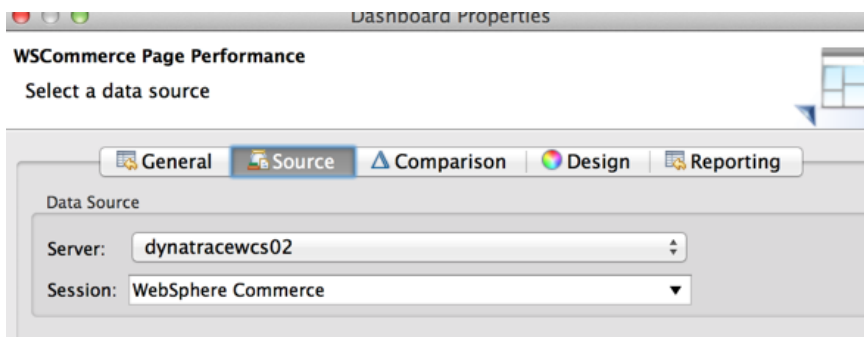 Dashboard Properties
WSCommerce Page Performance
Select a data source
General Source Comparison Design Reporting
Data Source
Server: dynatracewcs02
Session: WebSphere Commerce